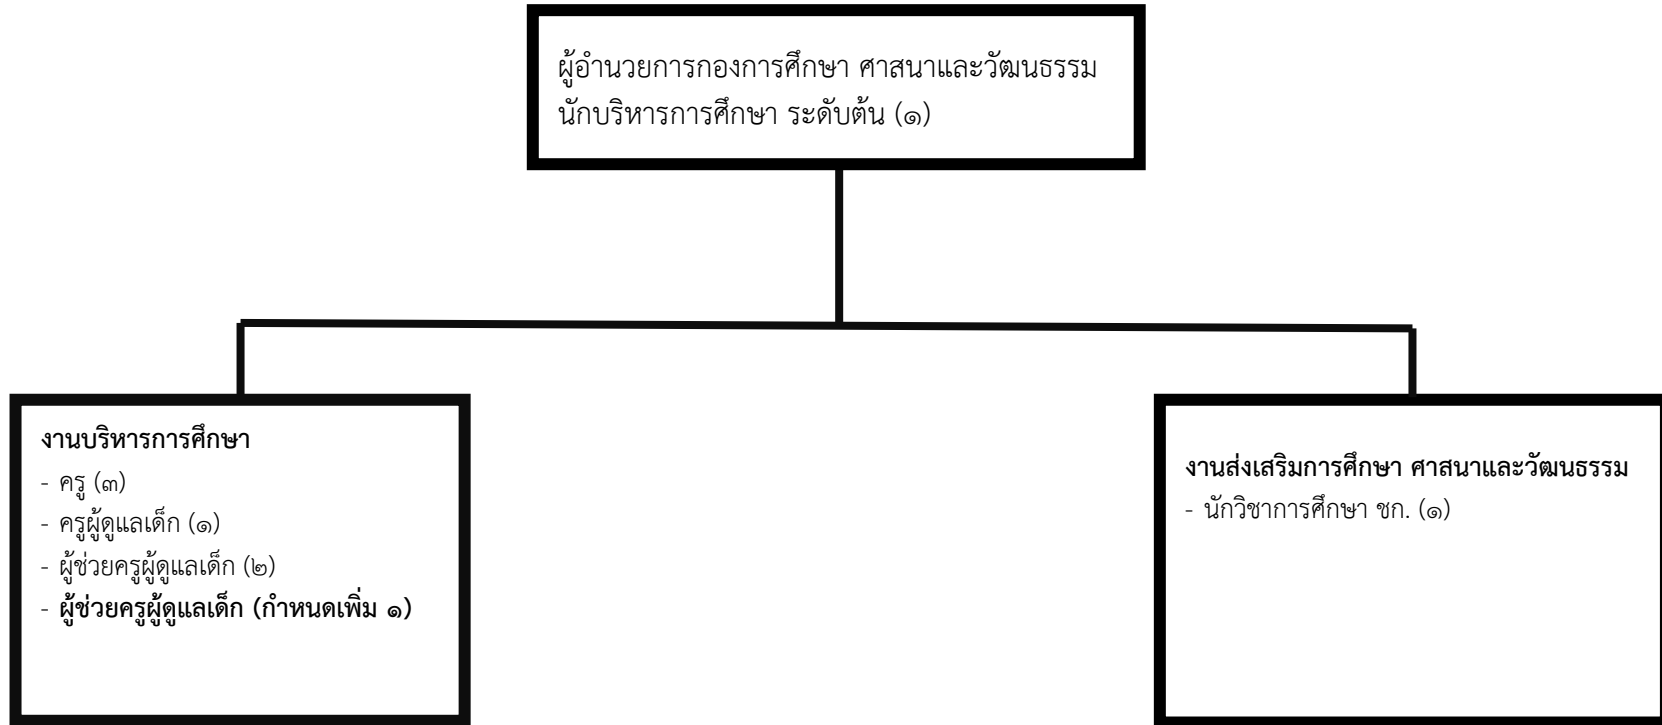 ผู้อำนวยการกองการศึกษา ศาสนาและวัฒนธรรม
นักบริหารการศึกษา ระดับต้น (๑)
งานบริหารการศึกษา
- ครู (๓)
- ครูผู้ดูแลเด็ก (๑)
- ผู้ช่วยครูผู้ดูแลเด็ก (๒)
- ผู้ช่วยครูผู้ดูแลเด็ก (กำหนดเพิ่ม ๑)
งานส่งเสริมการศึกษา ศาสนาและวัฒนธรรม
- นักวิชาการศึกษา ชก. (๑)